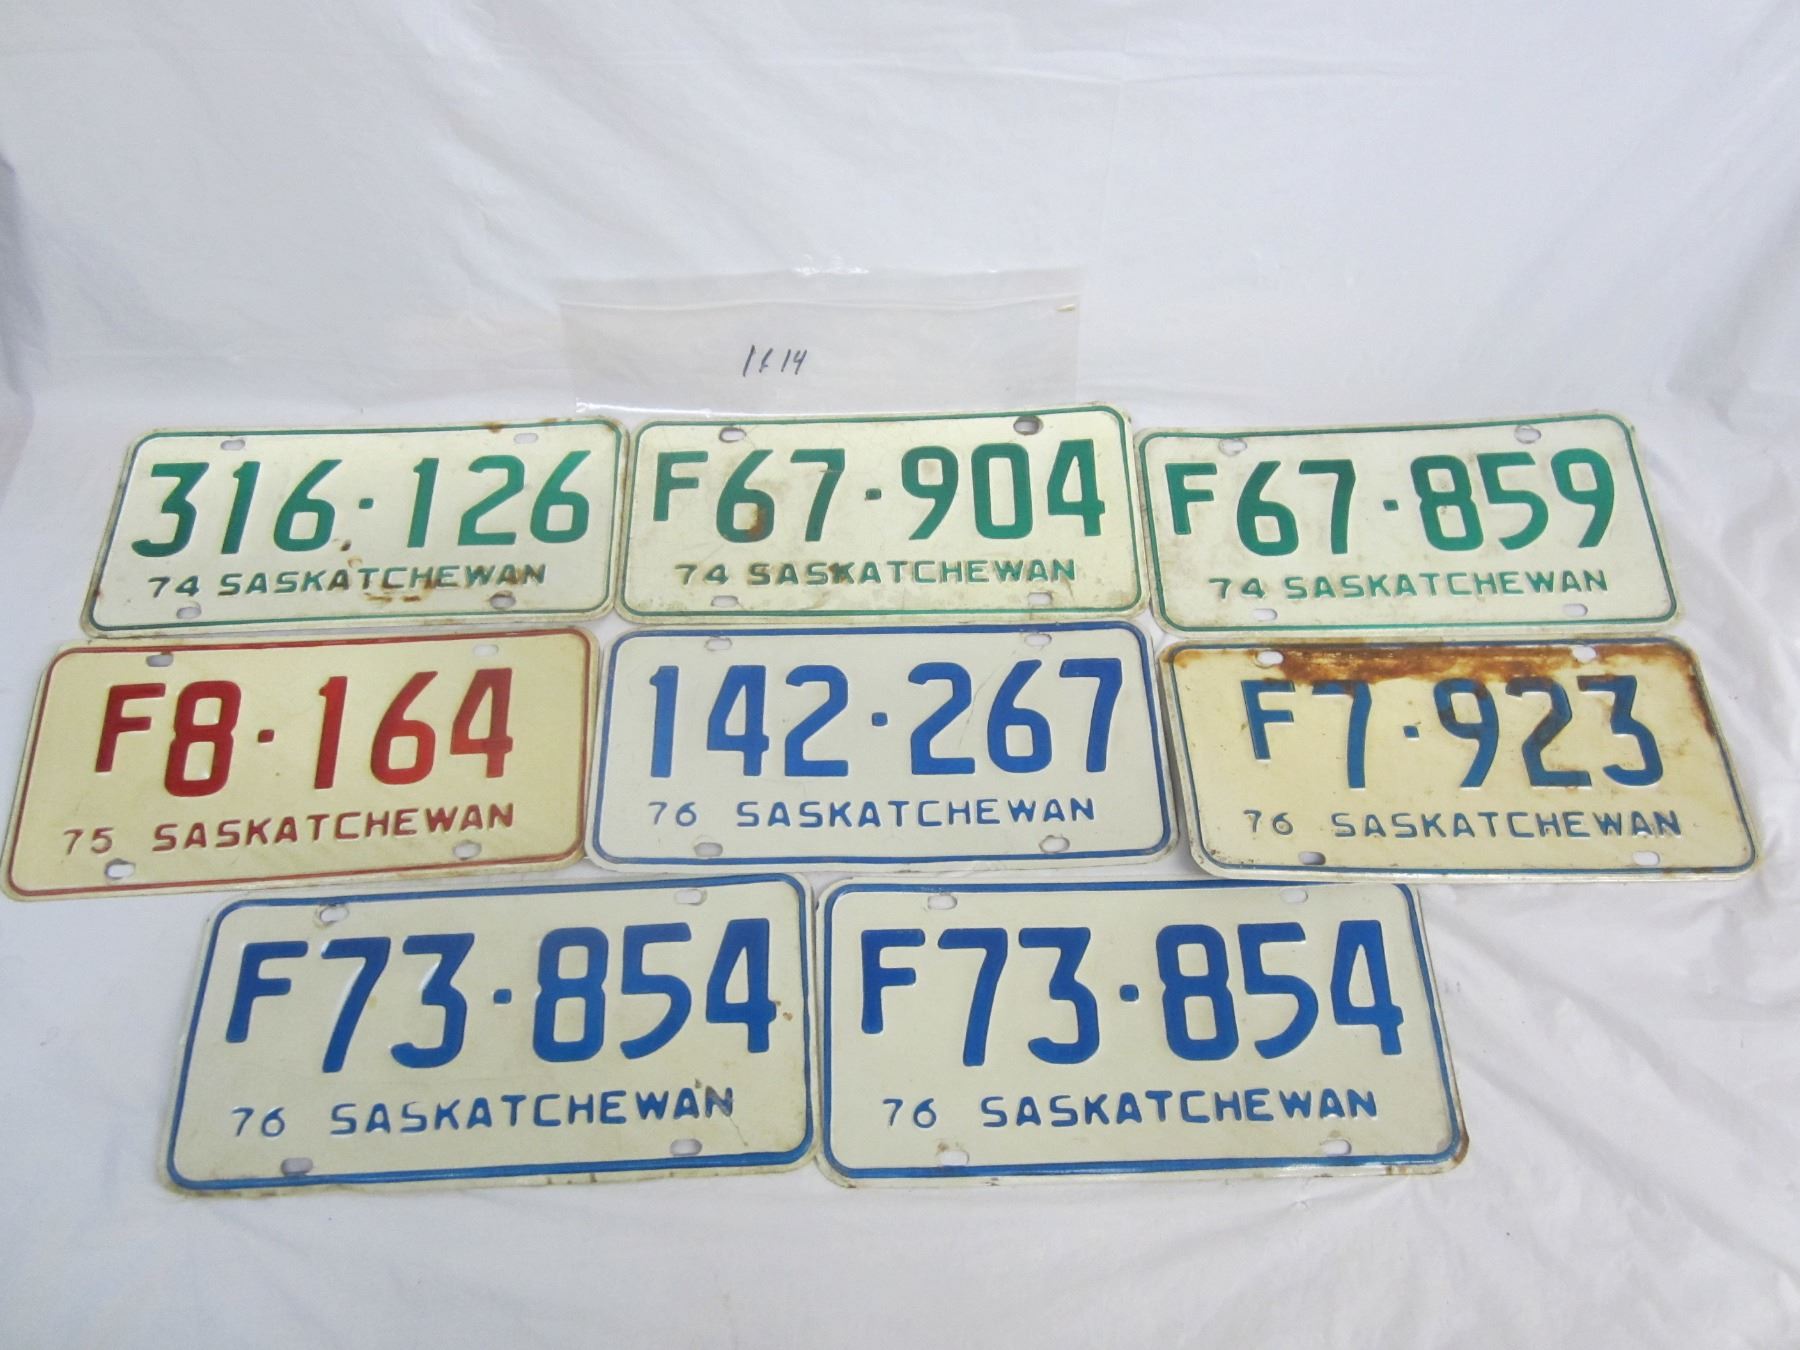 316·126
74 SASKATCHEWAN
F67·904
74 SASKATCHEWAN
F67·859
74 SASKATCHEWAN
F8·164
75 SASKATCHEWAN
142·267
76 SASKATCHEWAN
F7·923
76 SASKATCHEWAN
F73·854
76 SASKATCHEWAN
F73·854
76 SASKATCHEWAN